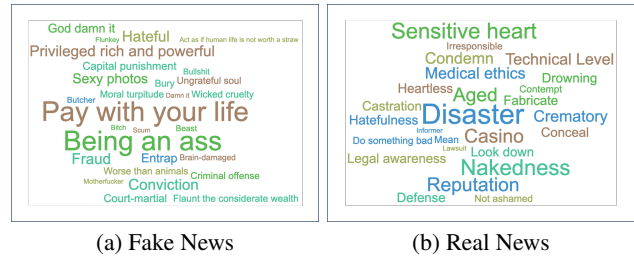 God damn it
Flunkey
Hateful
Act as if human life is not worth a straw
Privileged rich and powerful
Capital punishment
Bullshit
Sexy photos
Bury
Ungrateful soul
Butcher
Moral turpitude
Damn it
Wicked cruelty
Pay with your life
Bitch
Scum
Beast
Being an ass
Fraud
Entrap
Brain-damaged
Worse than animals
Criminal offense
Motherfucker
Conviction
Court-martial
Flaunt the considerate wealth
(a) Fake News
Sensitive heart
Irresponsible
Condemn
Technical Level
Medical ethics
Drowning
Heartless
Aged
Contempt
Fabricate
Castration
Disaster
Crematory
Hatefulness
Informer
Casino
Conceal
Do something bad
Mean
Lawsuit
Look down
Legal awareness
Nakedness
Reputation
Defense
Not ashamed
(b) Real News